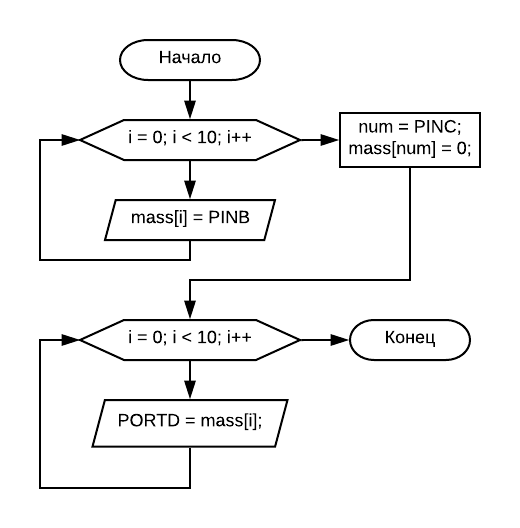 Начало
i = 0; i < 10; i++
num = PINC;
mass[num] = 0;
mass[i] = PINB
i = 0; i < 10; i++
Конец
PORTD = mass[i];